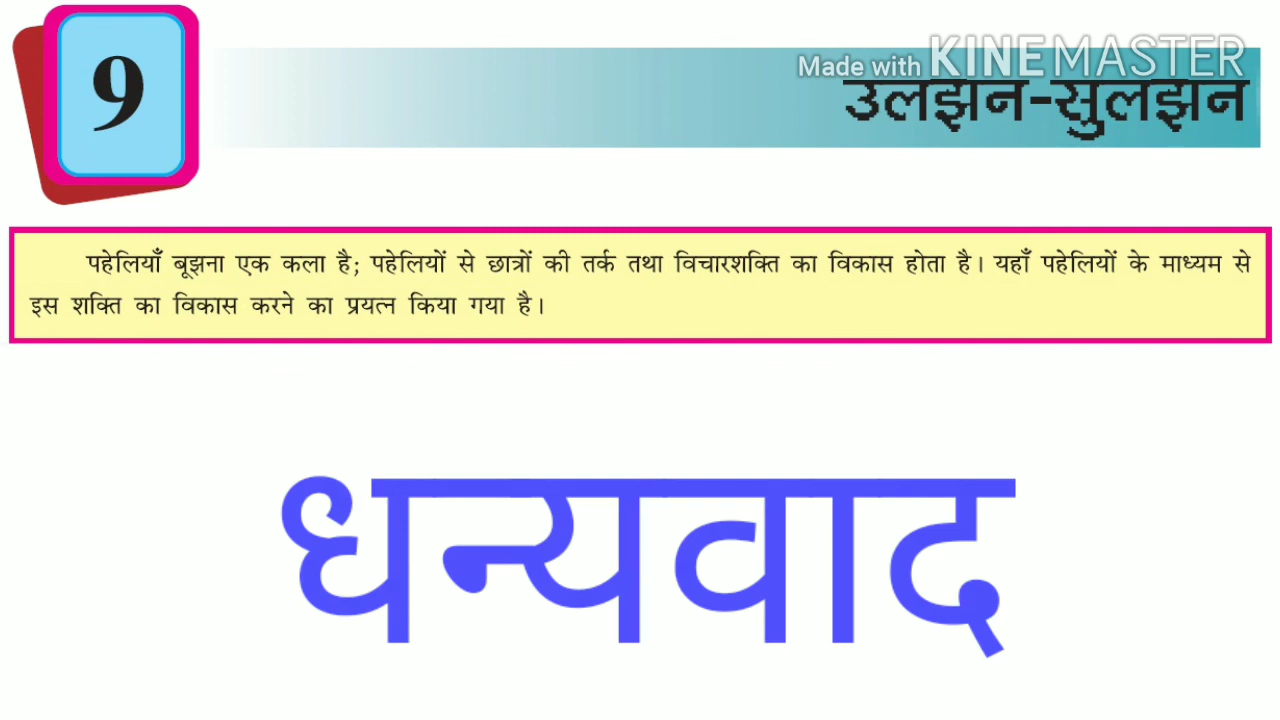 9
Made with KINEMASTER
उलझन-सुलझन
पहेलियाँ बूझना एक कला है; पहेलियों से छात्रों की तर्क तथा विचारशक्ति का विकास होता है। यहाँ पहेलियों के माध्यम से
इस शक्ति का विकास करने का प्रयत्न किया गया है।
धन्यवाद